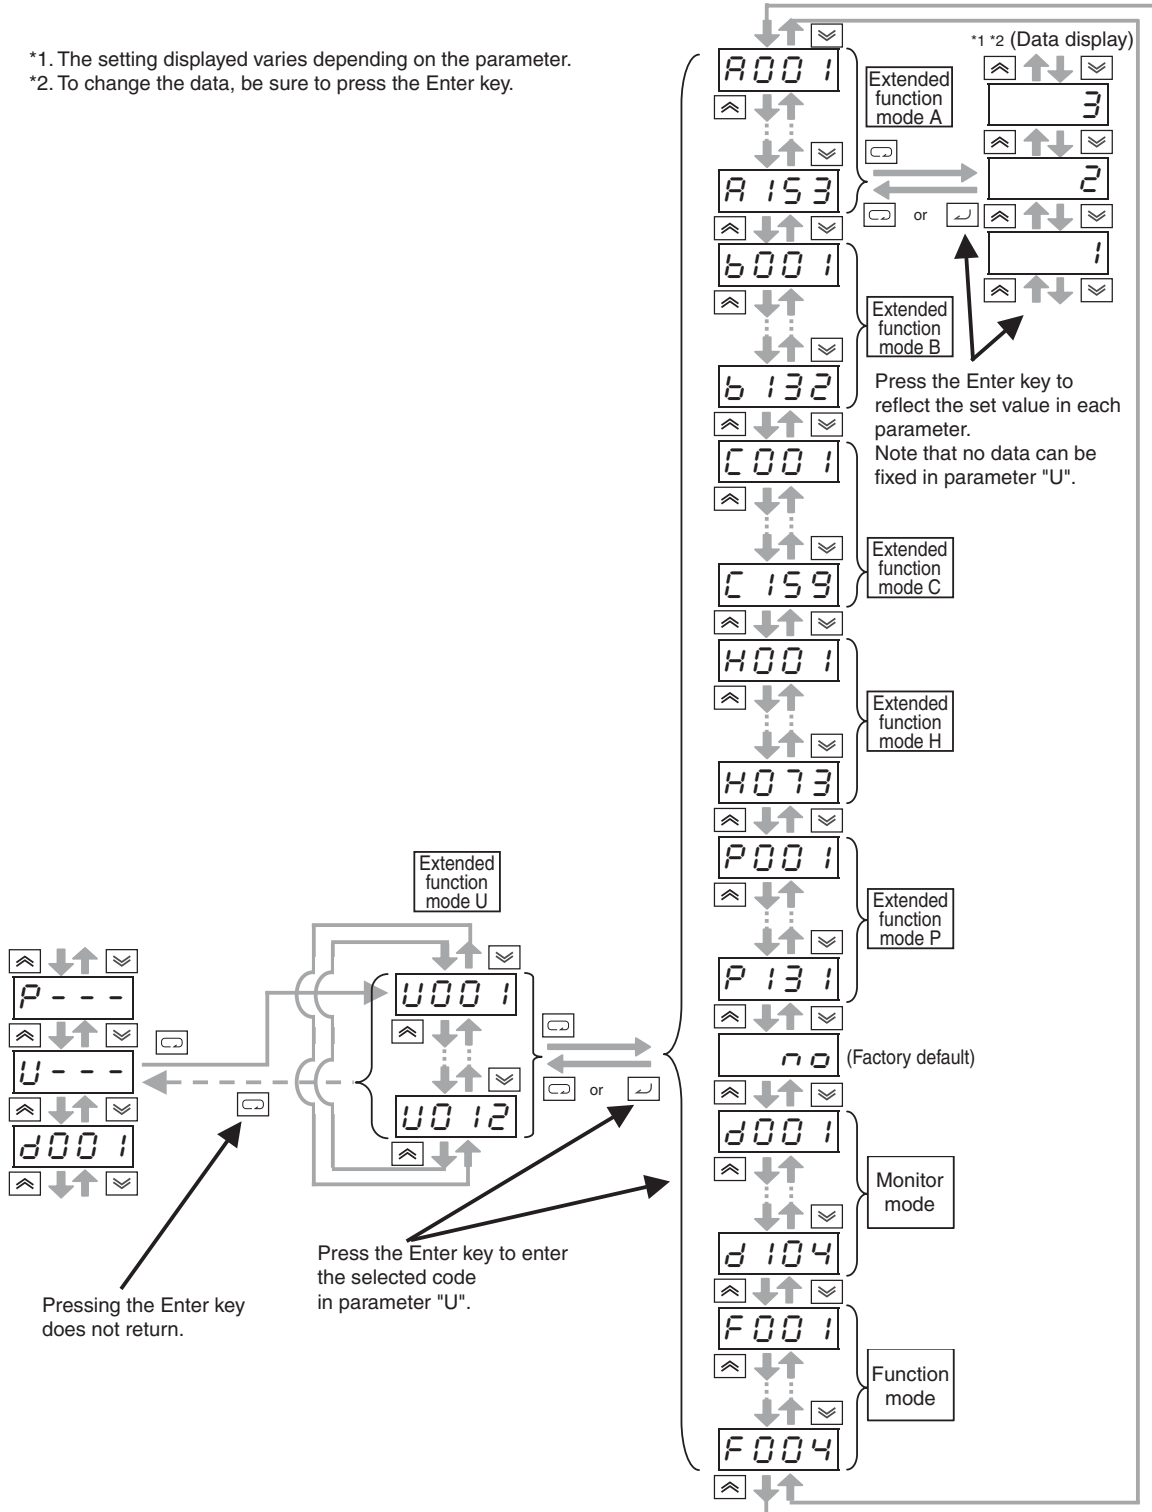 *1. The setting displayed varies depending on the parameter.
*2. To change the data, be sure to press the Enter key.
*1 *2 (Data display)
A001
Extended
function
mode A
3
A153
or
2
1
b001
Extended
function
mode B
b132
Press the Enter key to
reflect the set value in each
parameter.
Note that no data can be
fixed in parameter "U".
C001
C159
Extended
function
mode C
H001
Extended
function
mode H
H073
P001
Extended
function
mode P
P131
no
(Factory default)
d001
Monitor
mode
d104
F001
Function
mode
F004
Extended
function
mode U
P---
U---
d001
U001
U012
or
Press the Enter key to enter
the selected code
in parameter "U".
Pressing the Enter key
does not return.